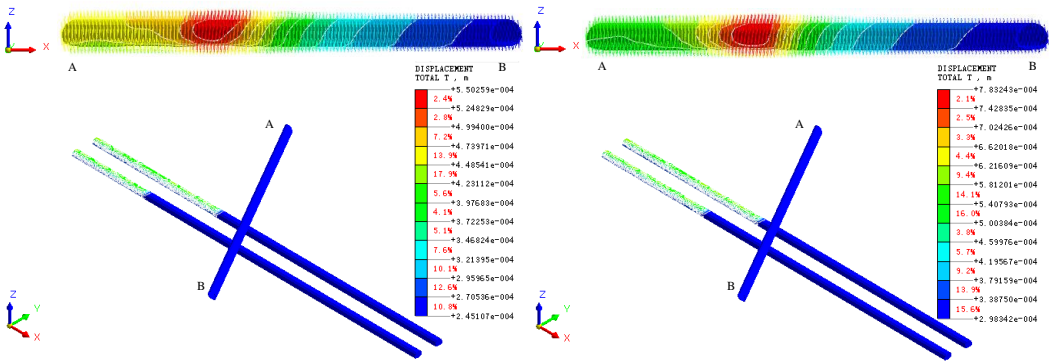 Z
X
A
B
DISPLACEMENT
TOTAL T , m
+5.50259e-004
2.4%
+5.24829e-004
2.8%
+4.99400e-004
7.2%
+4.73971e-004
13.9%
+4.48541e-004
17.9%
+4.23112e-004
5.6%
+3.97683e-004
4.1%
+3.72253e-004
5.1%
+3.46824e-004
7.6%
+3.21395e-004
10.1%
+2.95965e-004
12.6%
+2.70536e-004
10.8%
+2.45107e-004
A
B
Z
Y
X
Z
X
A
B
DISPLACEMENT
TOTAL T , m
+7.83243e-004
2.1%
+7.42835e-004
2.5%
+7.02426e-004
3.3%
+6.62018e-004
4.4%
+6.21609e-004
9.4%
+5.81201e-004
14.1%
+5.40793e-004
16.0%
+5.00384e-004
3.8%
+4.59976e-004
5.7%
+4.19567e-004
9.2%
+3.79159e-004
13.9%
+3.38750e-004
15.6%
+2.98342e-004
A
B
Z
Y
X